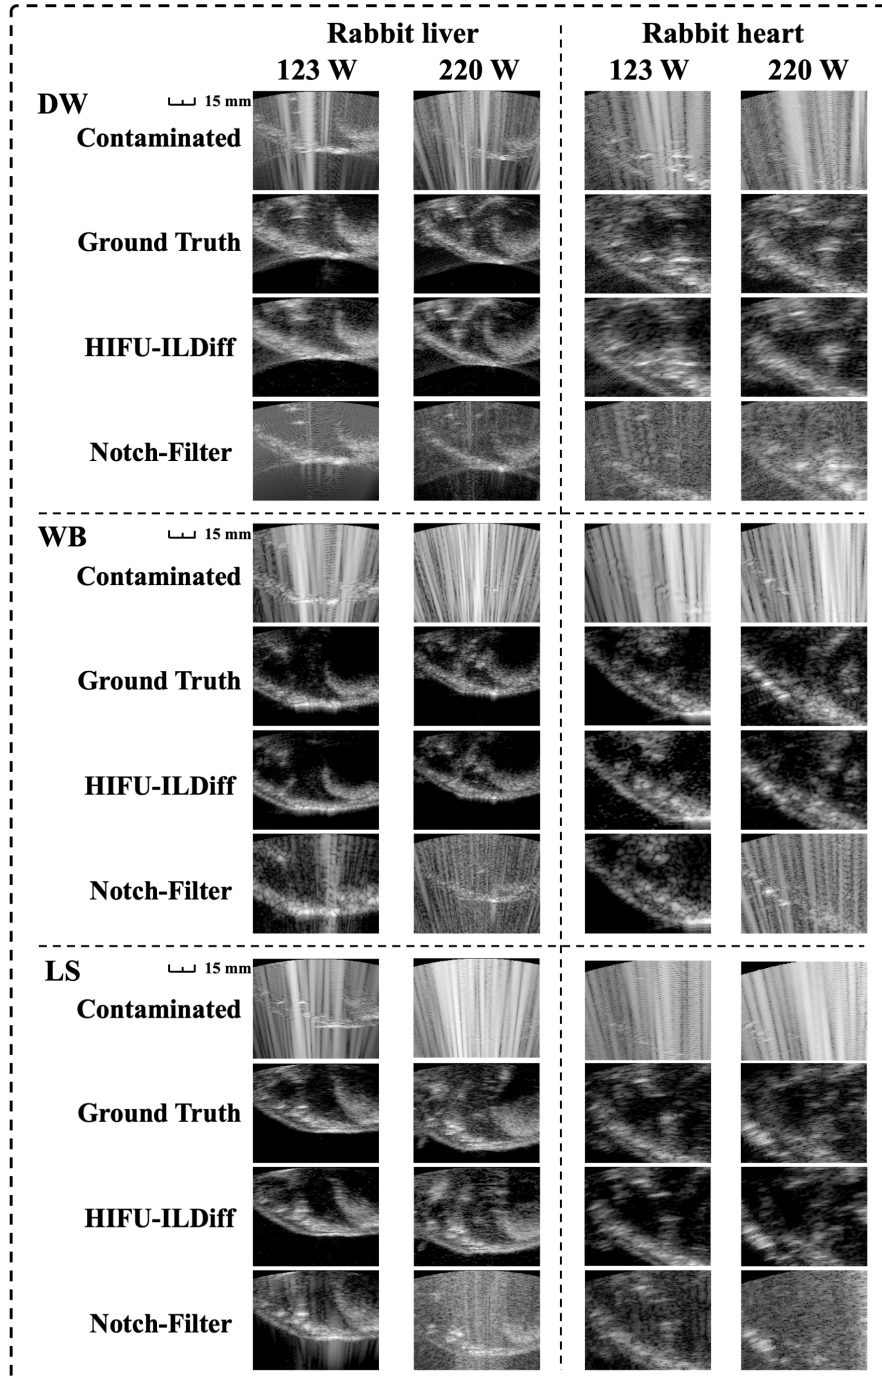 Rabbit liver
Rabbit heart
123 W
220 W
123 W
220 W
DW
15 mm
Contaminated
Ground Truth
HIFU-ILDiff
Notch-Filter
WB
15 mm
Contaminated
Ground Truth
HIFU-ILDiff
Notch-Filter
LS
15 mm
Contaminated
Ground Truth
HIFU-ILDiff
Notch-Filter